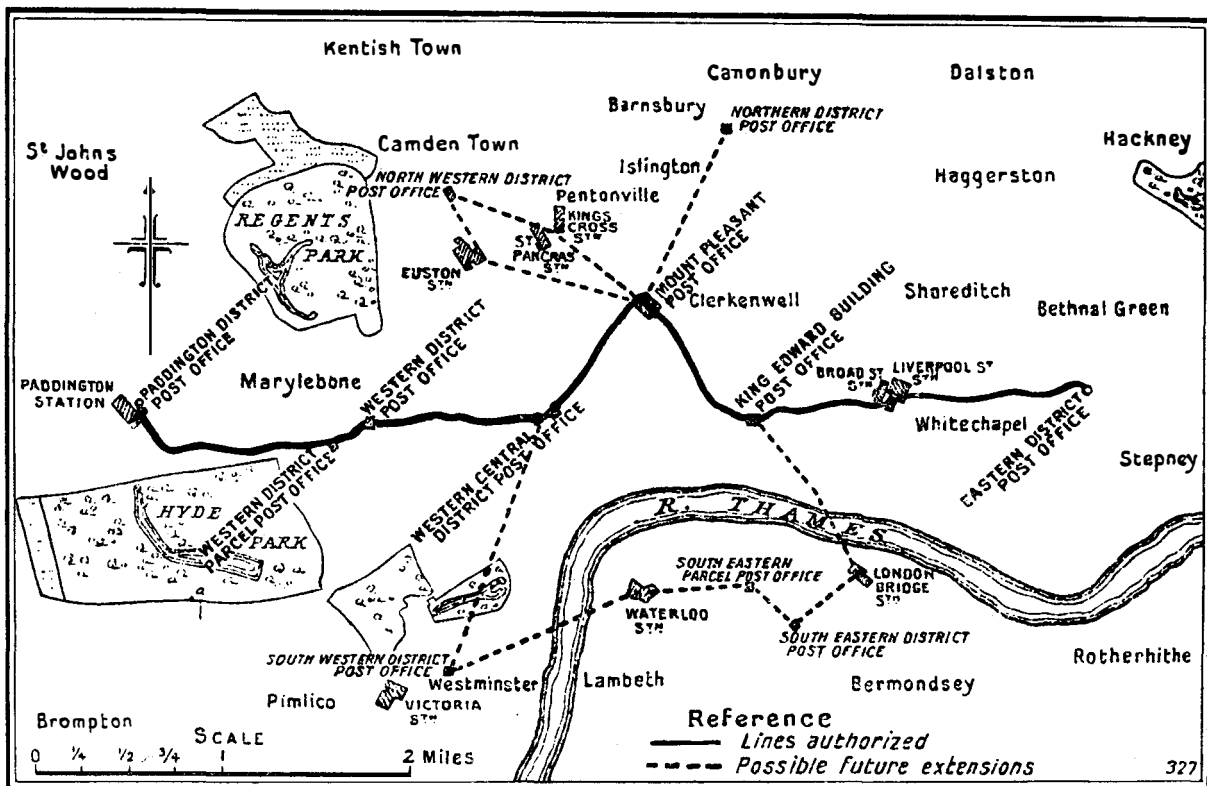 Kentish Town
Canonbury
Dalston
Barnsbury
NORTHERN DISTRICT
POST OFFICE
Hackney
St Johns
Wood
Camden Town
Islington
NORTH WESTERN DISTRICT
POST OFFICE
Pentonville
Haggerston
KINGS
CROSS
STN
ST
PANCRAS
STN
REGENTS
PARK
EUSTON
STN
MOUNT PLEASANT
POST OFFICE
Clerkenwell
Shoreditch
Bethnal Green
PADDINGTON DISTRICT
POST OFFICE
PADDINGTON
STATION
Marylebone
WESTERN DISTRICT
POST OFFICE
KING EDWARD BUILDING
POST OFFICE
BROAD ST
STN
LIVERPOOL ST
STN
Whitechapel
EASTERN DISTRICT
POST OFFICE
Stepney
WESTERN DISTRICT
PARCEL POST OFFICE
WESTERN CENTRAL
DISTRICT POST OFFICE
HYDE
PARK
R. THAMES
SOUTH EASTERN
PARCEL POST OFFICE
LONDON
BRIDGE
STN
WATERLOO
STN
SOUTH EASTERN DISTRICT
POST OFFICE
SOUTH WESTERN DISTRICT
POST OFFICE
Westminster
Lambeth
Bermondsey
Rotherhithe
Pimlico
VICTORIA
STN
Brompton
SCALE
0 1/4 1/2 3/4 1 2 Miles
Reference
Lines authorized
Possible future extensions
327